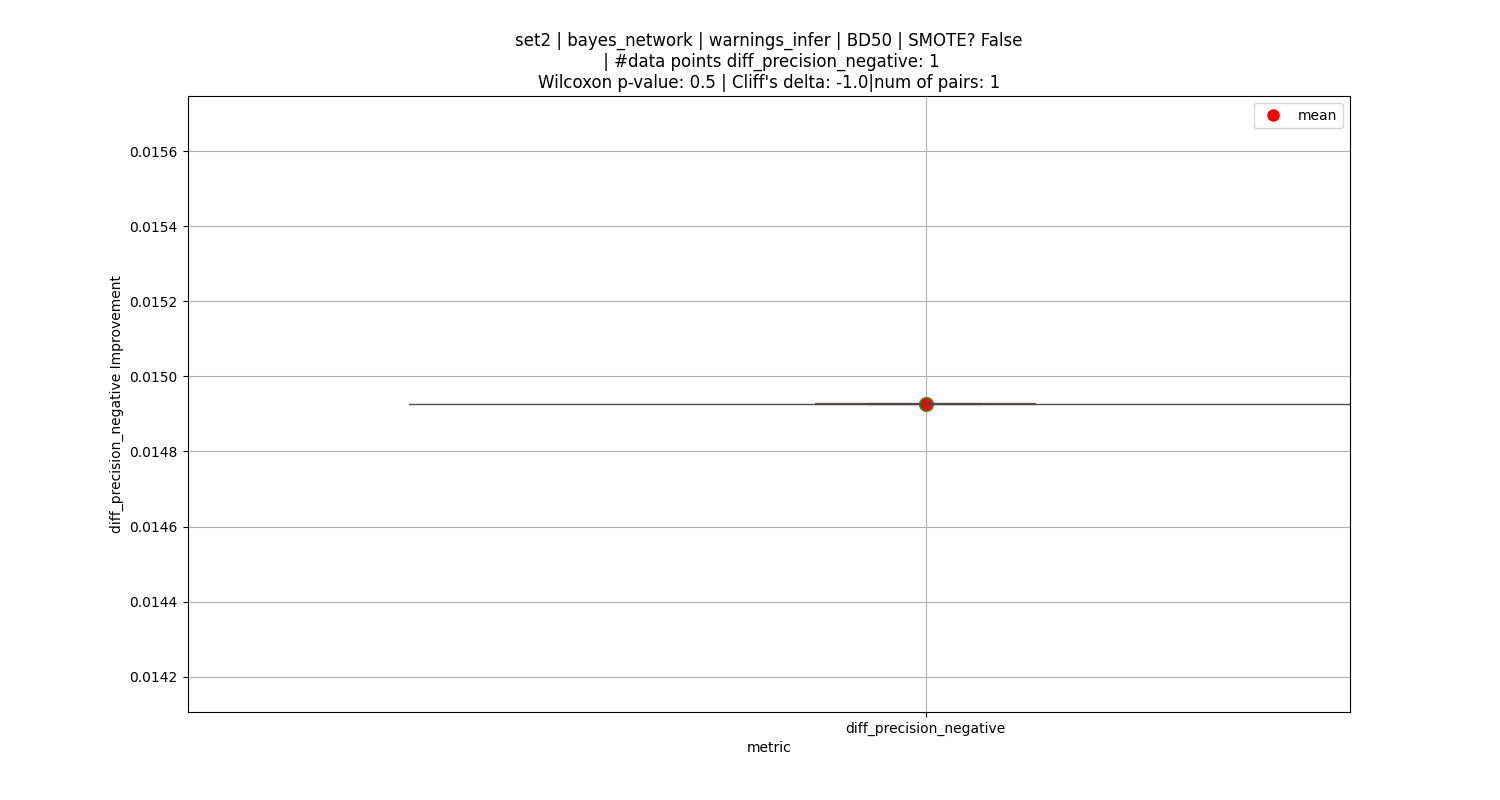 set2 | bayes_network | warnings_infer | BD50 | SMOTE? False
| #data points diff_precision_negative: 1
Wilcoxon p-value: 0.5 | Cliff's delta: -1.0|num of pairs: 1
mean
0.0156
0.0154
0.0152
0.0150
0.0148
0.0146
0.0144
0.0142
diff_precision_negative Improvement
diff_precision_negative
metric